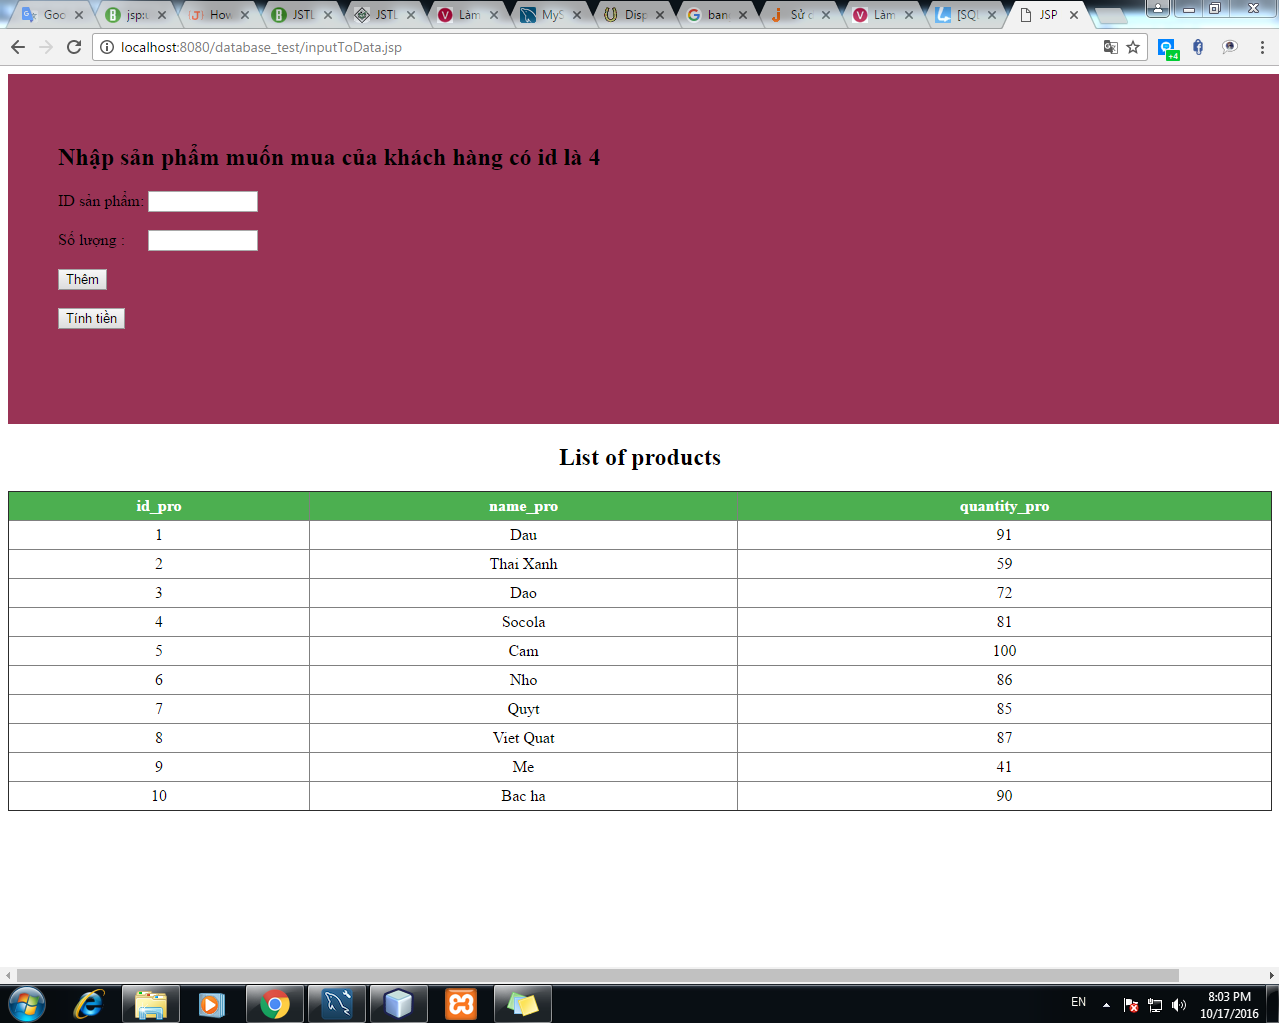 Goo
jsp:u
How
JSTL
JSTL
Làm
MyS
Disp
ban
Sử d
Làm
[SQ
JSP
localhost:8080/database_test/inputToData.jsp
+4
Nhập sản phẩm muốn mua của khách hàng có id là 4
ID sản phẩm:
Số lượng :
Thêm
Tính tiền
List of products
id_pro name_pro quantity_pro
1 Dau 91
2 Thai Xanh 59
3 Dao 72
4 Socola 81
5 Cam 100
6 Nho 86
7 Quyt 85
8 Viet Quat 87
9 Me 41
10 Bac ha 90
EN
8:03 PM
10/17/2016